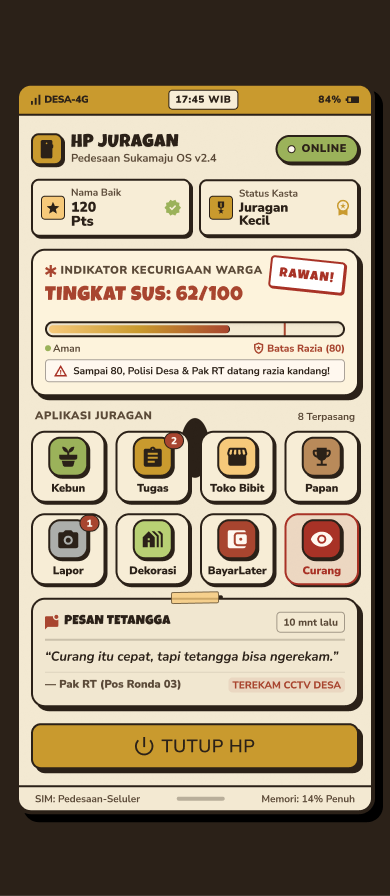 DESA-4G
17:45 WIB
84%
HP JURAGAN
Pedesaan Sukamaju OS v2.4
ONLINE
Nama Baik
120
Pts
Status Kasta
Juragan
Kecil
INDIKATOR KECURIGAAN WARGA
RAWAN!
TINGKAT SUS: 62/100
Aman
Batas Razia (80)
Sampai 80, Polisi Desa & Pak RT datang razia kandang!
APLIKASI JURAGAN
8 Terpasang
Kebun
2
Tugas
Toko Bibit
Papan
1
Lapor
Dekorasi
BayarLater
Curang
PESAN TETANGGA
10 mnt lalu
“Curang itu cepat, tapi tetangga bisa ngerekam.”
— Pak RT (Pos Ronda 03)
TEREKAM CCTV DESA
TUTUP HP
SIM: Pedesaan-Seluler
Memori: 14% Penuh